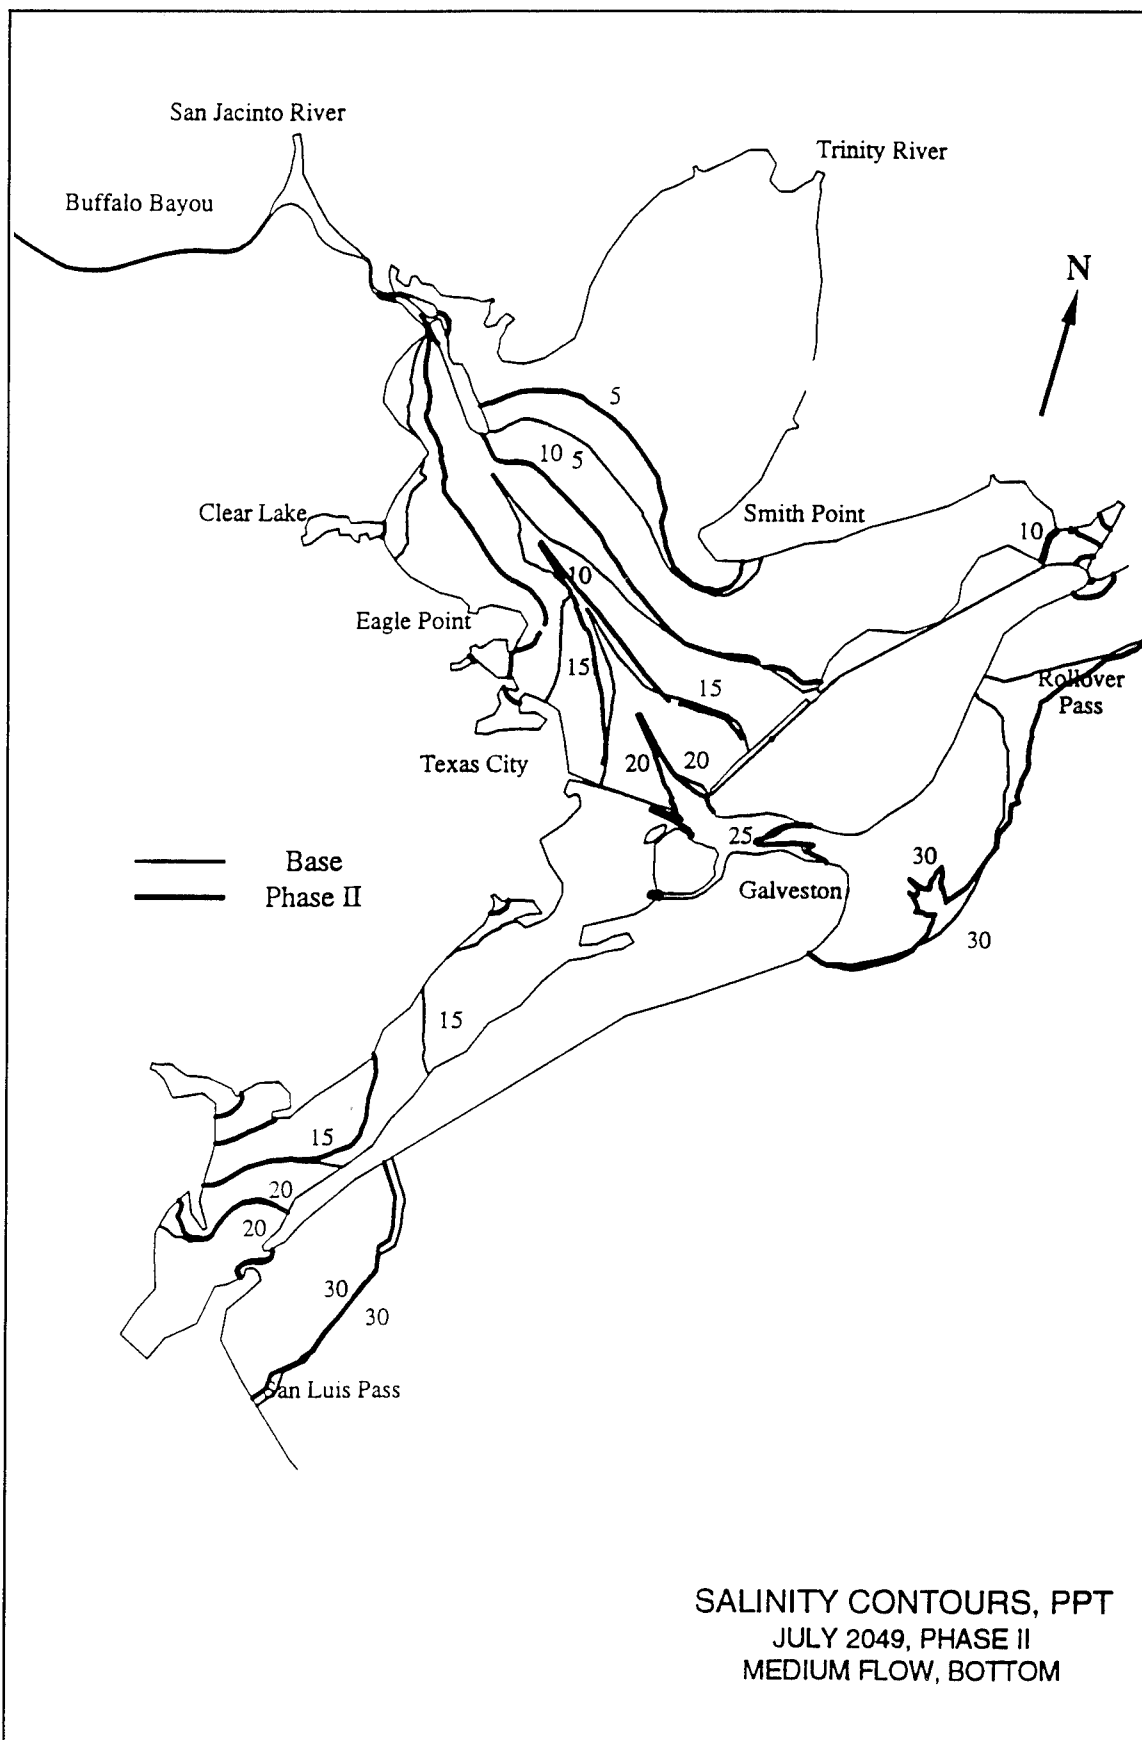 San Jacinto River
Trinity River
Buffalo Bayou
N
5
10 5
Clear Lake
Smith Point
10
10
Eagle Point
15
15
Rollover
Pass
Texas City
20
20
25
Base
Phase II
30
Galveston
30
15
15
20
20
30
30
San Luis Pass
SALINITY CONTOURS, PPT
JULY 2049, PHASE II
MEDIUM FLOW, BOTTOM